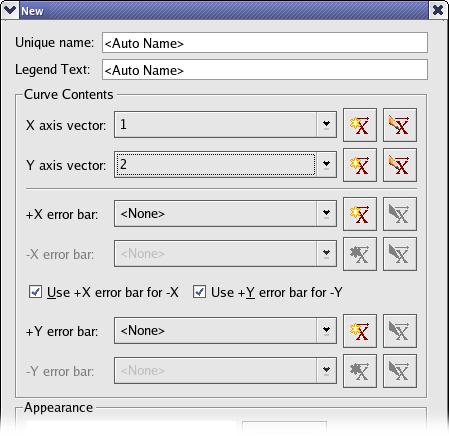 New
Unique name: <Auto Name>
Legend Text: <Auto Name>
Curve Contents
X axis vector: 1
Y axis vector: 2
+X error bar: <None>
-X error bar: <None>
Use +X error bar for -X Use +Y error bar for -Y
+Y error bar: <None>
-Y error bar: <None>
Appearance